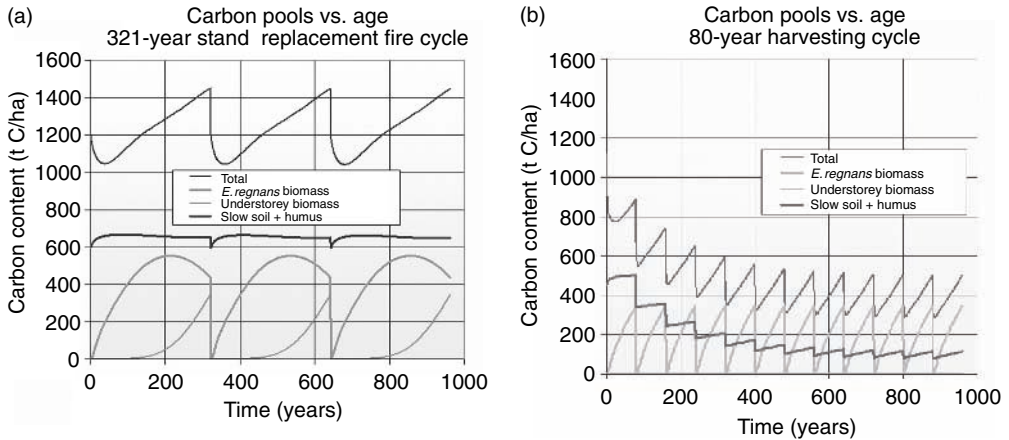 (a)
Carbon pools vs. age
321-year stand replacement fire cycle
Carbon content (t C/ha)
1600
1400
1200
1000
800
600
400
200
0
Total
E. regnans biomass
Understorey biomass
Slow soil + humus
0 200 400 600 800 1000
Time (years)
(b)
Carbon pools vs. age
80-year harvesting cycle
Carbon content (t C/ha)
1600
1400
1200
1000
800
600
400
200
0
Total
E. regnans biomass
Understorey biomass
Slow soil + humus
0 200 400 600 800 1000
Time (years)